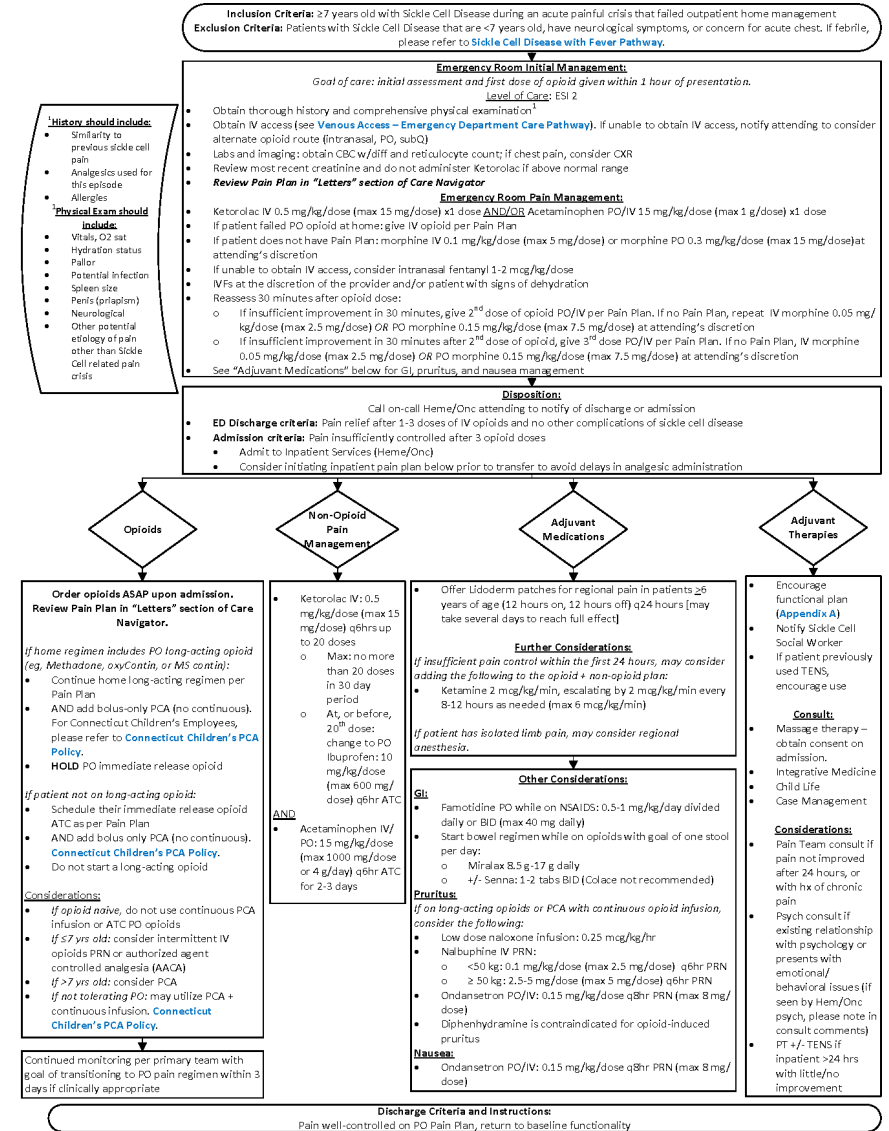 Inclusion Criteria: ≥7 years old with Sickle Cell Disease during an acute painful crisis that failed outpatient home management
Exclusion Criteria: Patients with Sickle Cell Disease that are <7 years old, have neurological symptoms, or concern for acute chest. If febrile,
please refer to Sickle Cell Disease with Fever Pathway.
Emergency Room Initial Management:
Goal of care: initial assessment and first dose of opioid given within 1 hour of presentation.
Level of Care: ESI 2
• Obtain thorough history and comprehensive physical examination¹
• Obtain IV access (see Venous Access – Emergency Department Care Pathway). If unable to obtain IV access, notify attending to consider
alternate opioid route (intranasal, PO, subQ)
• Labs and imaging: obtain CBC w/diff and reticulocyte count; if chest pain, consider CXR
• Review most recent creatinine and do not administer Ketorolac if above normal range
• Review Pain Plan in “Letters” section of Care Navigator
Emergency Room Pain Management:
• Ketorolac IV 0.5 mg/kg/dose (max 15 mg/dose) x1 dose AND/OR Acetaminophen PO/IV 15 mg/kg/dose (max 1 g/dose) x1 dose
• If patient failed PO opioid at home: give IV opioid per Pain Plan
• If patient does not have Pain Plan: morphine IV 0.1 mg/kg/dose (max 5 mg/dose) or morphine PO 0.3 mg/kg/dose (max 15 mg/dose)at
attending’s discretion
• If unable to obtain IV access, consider intranasal fentanyl 1-2 mcg/kg/dose
• IVFs at the discretion of the provider and/or patient with signs of dehydration
• Reassess 30 minutes after opioid dose:
o If insufficient improvement in 30 minutes, give 2nd dose of opioid PO/IV per Pain Plan. If no Pain Plan, repeat IV morphine 0.05 mg/
kg/dose (max 2.5 mg/dose) OR PO morphine 0.15 mg/kg/dose (max 7.5 mg/dose) at attending’s discretion
o If insufficient improvement in 30 minutes after 2nd dose of opioid, give 3rd dose PO/IV per Pain Plan. If no Pain Plan, IV morphine
0.05 mg/kg/dose (max 2.5 mg/dose) OR PO morphine 0.15 mg/kg/dose (max 7.5 mg/dose) at attending’s discretion
• See “Adjuvant Medications” below for GI, pruritus, and nausea management
¹History should include:
• Similarity to
previous sickle cell
pain
• Analgesics used for
this episode
• Allergies
¹Physical Exam should
include:
• Vitals, O2 sat
• Hydration status
• Pallor
• Potential infection
• Spleen size
• Penis (priapism)
• Neurological
• Other potential
etiology of pain
other than Sickle
Cell related pain
crisis
Disposition:
Call on-call Heme/Onc attending to notify of discharge or admission
• ED Discharge criteria: Pain relief after 1-3 doses of IV opioids and no other complications of sickle cell disease
• Admission criteria: Pain insufficiently controlled after 3 opioid doses
• Admit to Inpatient Services (Heme/Onc)
• Consider initiating inpatient pain plan below prior to transfer to avoid delays in analgesic administration
Opioids
Order opioids ASAP upon admission.
Review Pain Plan in “Letters” section of Care
Navigator.
If home regimen includes PO long-acting opioid
(eg, Methadone, oxyContin, or MS contin):
• Continue home long-acting regimen per
Pain Plan
• AND add bolus-only PCA (no continuous).
For Connecticut Children’s Employees,
please refer to Connecticut Children’s PCA
Policy.
• HOLD PO immediate release opioid
If patient not on long-acting opioid:
• Schedule their immediate release opioid
ATC as per Pain Plan
• AND add bolus only PCA (no continuous).
Connecticut Children’s PCA Policy.
• Do not start a long-acting opioid
Considerations:
• If opioid naive, do not use continuous PCA
infusion or ATC PO opioids
• If ≤7 yrs old: consider intermittent IV
opioids PRN or authorized agent
controlled analgesia (AACA)
• If >7 yrs old: consider PCA
• If not tolerating PO: may utilize PCA +
continuous infusion. Connecticut
Children’s PCA Policy.
Continued monitoring per primary team with
goal of transitioning to PO pain regimen within 3
days if clinically appropriate
Non-Opioid
Pain
Management
• Ketorolac IV: 0.5
mg/kg/dose (max 15
mg/dose) q6hrs up
to 20 doses
o Max: no more
than 20 doses
in 30 day
period
o At, or before,
20th dose:
change to PO
Ibuprofen: 10
mg/kg/dose
(max 600 mg/
dose) q6hr ATC
AND
• Acetaminophen IV/
PO: 15 mg/kg/dose
(max 1000 mg/dose
or 4 g/day) q6hr ATC
for 2-3 days
Adjuvant
Medications
• Offer Lidoderm patches for regional pain in patients ≥6
years of age (12 hours on, 12 hours off) q24 hours [may
take several days to reach full effect]
Further Considerations:
If insufficient pain control within the first 24 hours, may consider
adding the following to the opioid + non-opioid plan:
• Ketamine 2 mcg/kg/min, escalating by 2 mcg/kg/min every
8-12 hours as needed (max 6 mcg/kg/min)
If patient has isolated limb pain, may consider regional
anesthesia.
Other Considerations:
GI:
• Famotidine PO while on NSAIDS: 0.5-1 mg/kg/day divided
daily or BID (max 40 mg daily)
• Start bowel regimen while on opioids with goal of one stool
per day:
o Miralax 8.5 g-17 g daily
o +/- Senna: 1-2 tabs BID (Colace not recommended)
Pruritus:
If on long-acting opioids or PCA with continuous opioid infusion,
consider the following:
• Low dose naloxone infusion: 0.25 mcg/kg/hr
• Nalbuphine IV PRN:
o <50 kg: 0.1 mg/kg/dose (max 2.5 mg/dose) q6hr PRN
o ≥ 50 kg: 2.5-5 mg/dose (max 5 mg/dose) q6hr PRN
• Ondansetron PO/IV: 0.15 mg/kg/dose q8hr PRN (max 8 mg/
dose)
• Diphenhydramine is contraindicated for opioid-induced
pruritus
Nausea:
• Ondansetron PO/IV: 0.15 mg/kg/dose q8hr PRN (max 8 mg/
dose)
Adjuvant
Therapies
• Encourage
functional plan
(Appendix A)
• Notify Sickle Cell
Social Worker
• If patient previously
used TENS,
encourage use
Consult:
• Massage therapy –
obtain consent on
admission.
• Integrative Medicine
• Child Life
• Case Management
Considerations:
• Pain Team consult if
pain not improved
after 24 hours, or
with hx of chronic
pain
• Psych consult if
existing relationship
with psychology or
presents with
emotional/
behavioral issues (if
seen by Hem/Onc
psych, please note in
consult comments)
• PT +/- TENS if
inpatient >24 hrs
with little/no
improvement
Discharge Criteria and Instructions:
Pain well-controlled on PO Pain Plan, return to baseline functionality